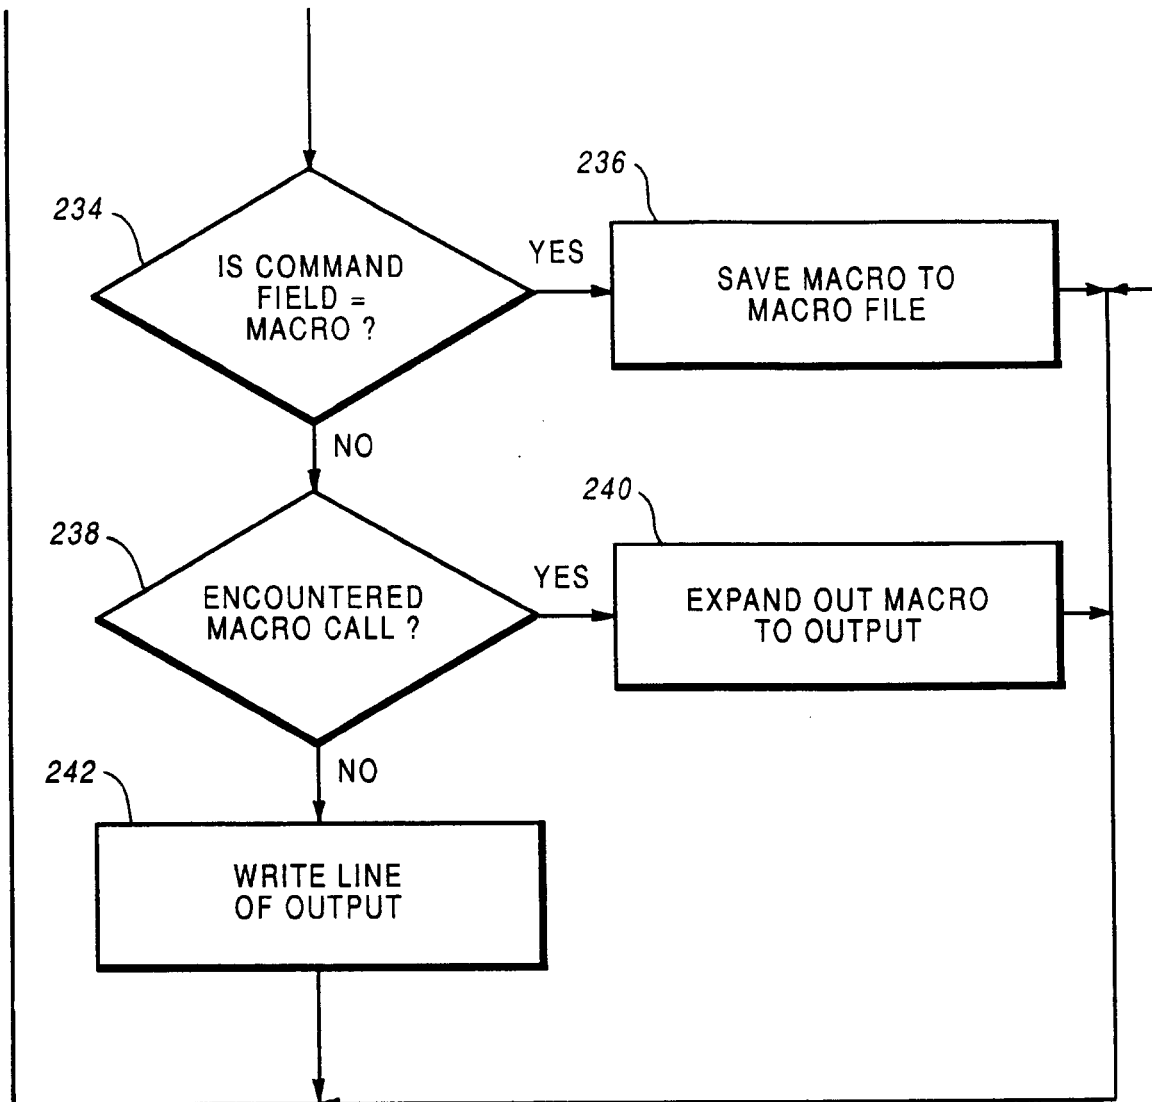 236
234
YES
IS COMMAND
FIELD =
MACRO ?
SAVE MACRO TO
MACRO FILE
NO
240
238
YES
ENCOUNTERED
MACRO CALL ?
EXPAND OUT MACRO
TO OUTPUT
NO
242
WRITE LINE
OF OUTPUT